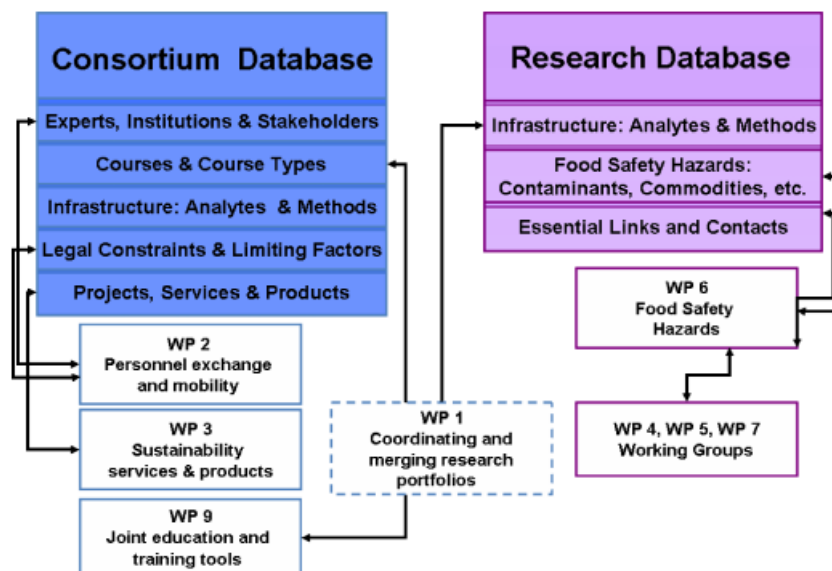 Consortium Database
Experts, Institutions & Stakeholders
Courses & Course Types
Infrastructure: Analytes & Methods
Legal Constraints & Limiting Factors
Projects, Services & Products
Research Database
Infrastructure: Analytes & Methods
Food Safety Hazards:
Contaminants, Commodities, etc.
Essential Links and Contacts
WP 2
Personnel exchange
and mobility
WP 3
Sustainability
services & products
WP 9
Joint education and
training tools
WP 1
Coordinating and
merging research
portfolios
WP 6
Food Safety
Hazards
WP 4, WP 5, WP 7
Working Groups